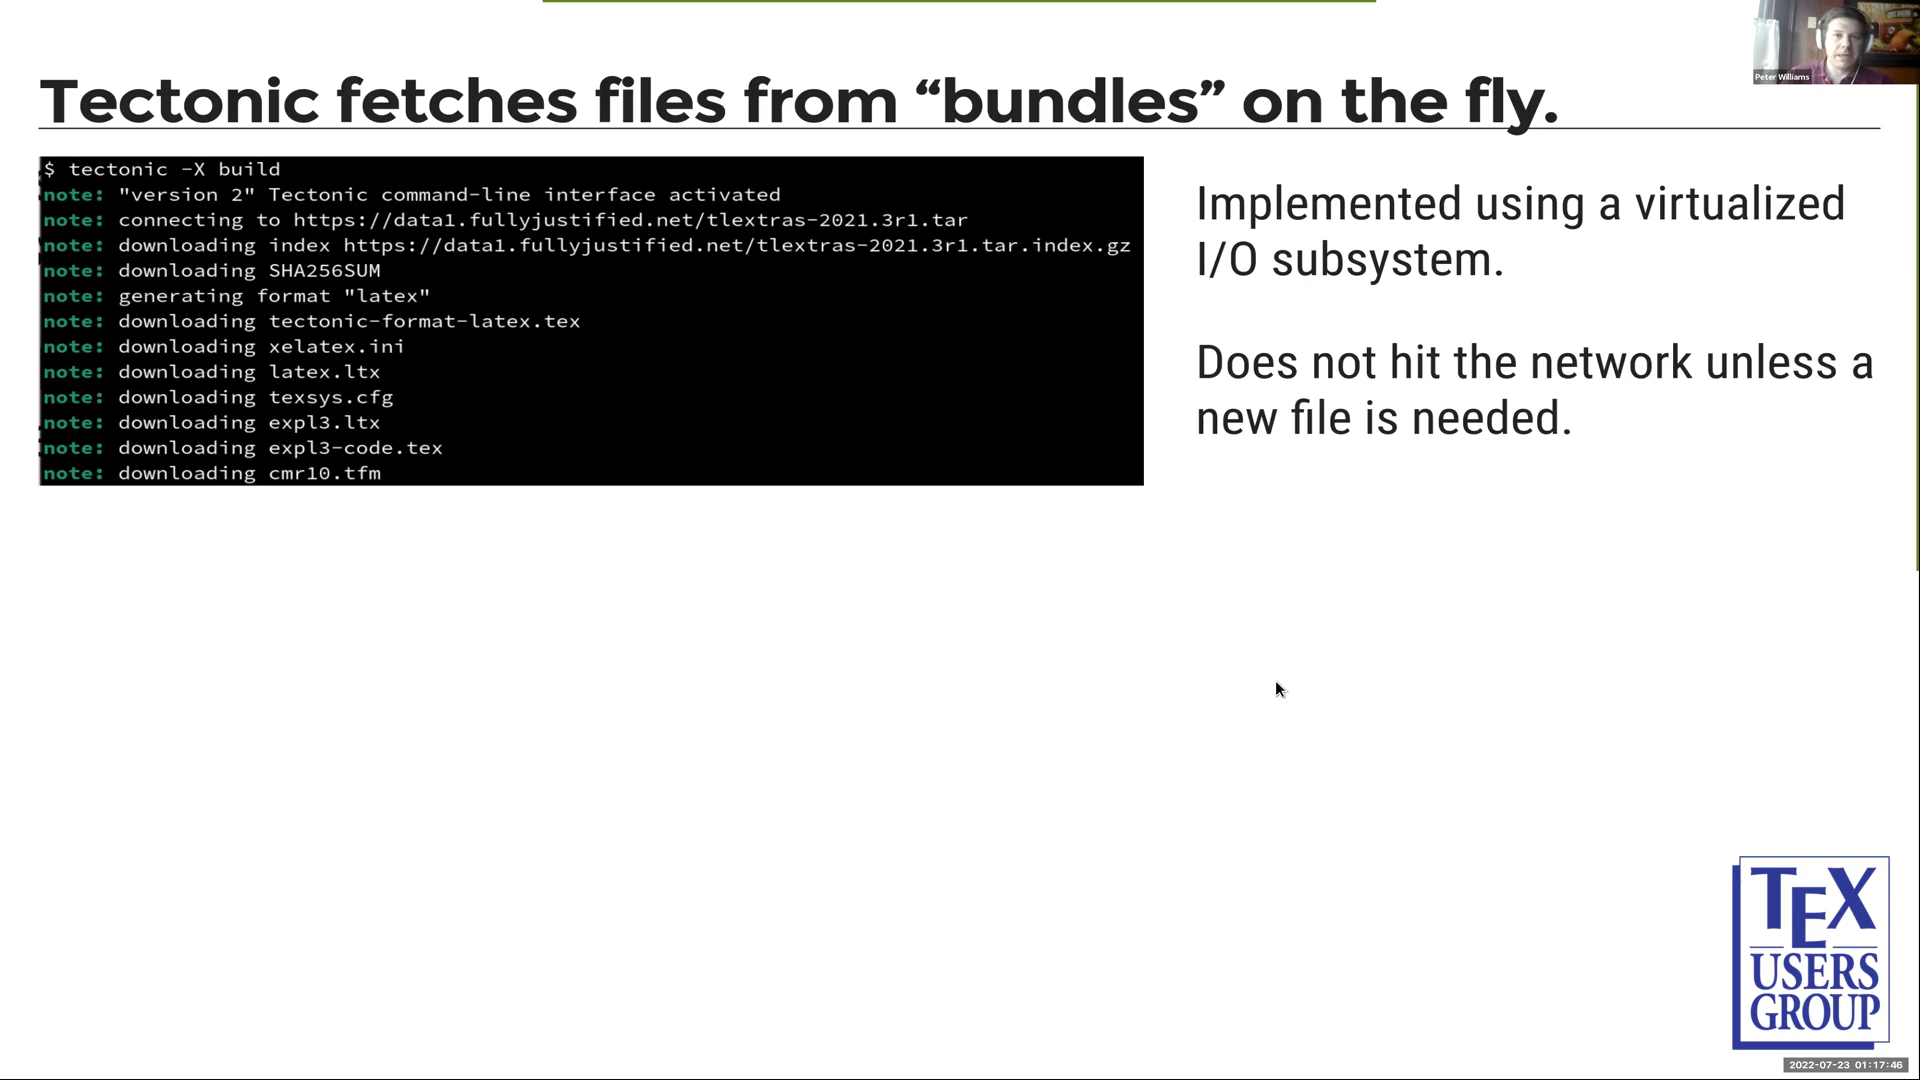 Peter Williams
Tectonic fetches files from “bundles” on the fly.
$ tectonic -X build
note: "version 2" Tectonic command-line interface activated
note: connecting to https://data1.fullyjustified.net/tlextras-2021.3r1.tar
note: downloading index https://data1.fullyjustified.net/tlextras-2021.3r1.tar.index.gz
note: downloading SHA256SUM
note: generating format "latex"
note: downloading tectonic-format-latex.tex
note: downloading xelatex.ini
note: downloading latex.ltx
note: downloading texsys.cfg
note: downloading expl3.ltx
note: downloading expl3-code.tex
note: downloading cmr10.tfm
Implemented using a virtualized
I/O subsystem.
Does not hit the network unless a
new file is needed.
TEX
USERS
GROUP
2022-07-23 01:17:46